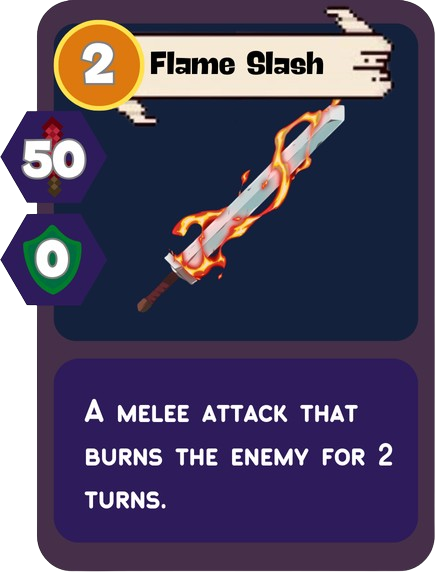 2 Flame Slash
50
0
A MELEE ATTACK THAT
BURNS THE ENEMY FOR 2
TURNS.